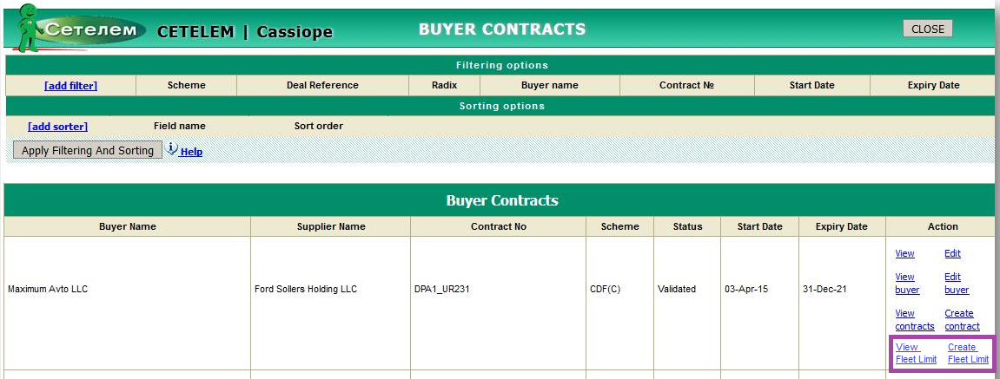 Сетелем CETELEM | Cassiope BUYER CONTRACTS CLOSE
Filtering options
[add filter] Scheme Deal Reference Radix Buyer name Contract № Start Date Expiry Date
Sorting options
[add sorter] Field name Sort order
Apply Filtering And Sorting Help
Buyer Contracts
Buyer Name Supplier Name Contract No Scheme Status Start Date Expiry Date Action
View Edit
View buyer Edit buyer
Maximum Avto LLC Ford Sollers Holding LLC DPA1_UR231 CDF(C) Validated 03-Apr-15 31-Dec-21
View contracts Create contract
View Fleet Limit Create Fleet Limit